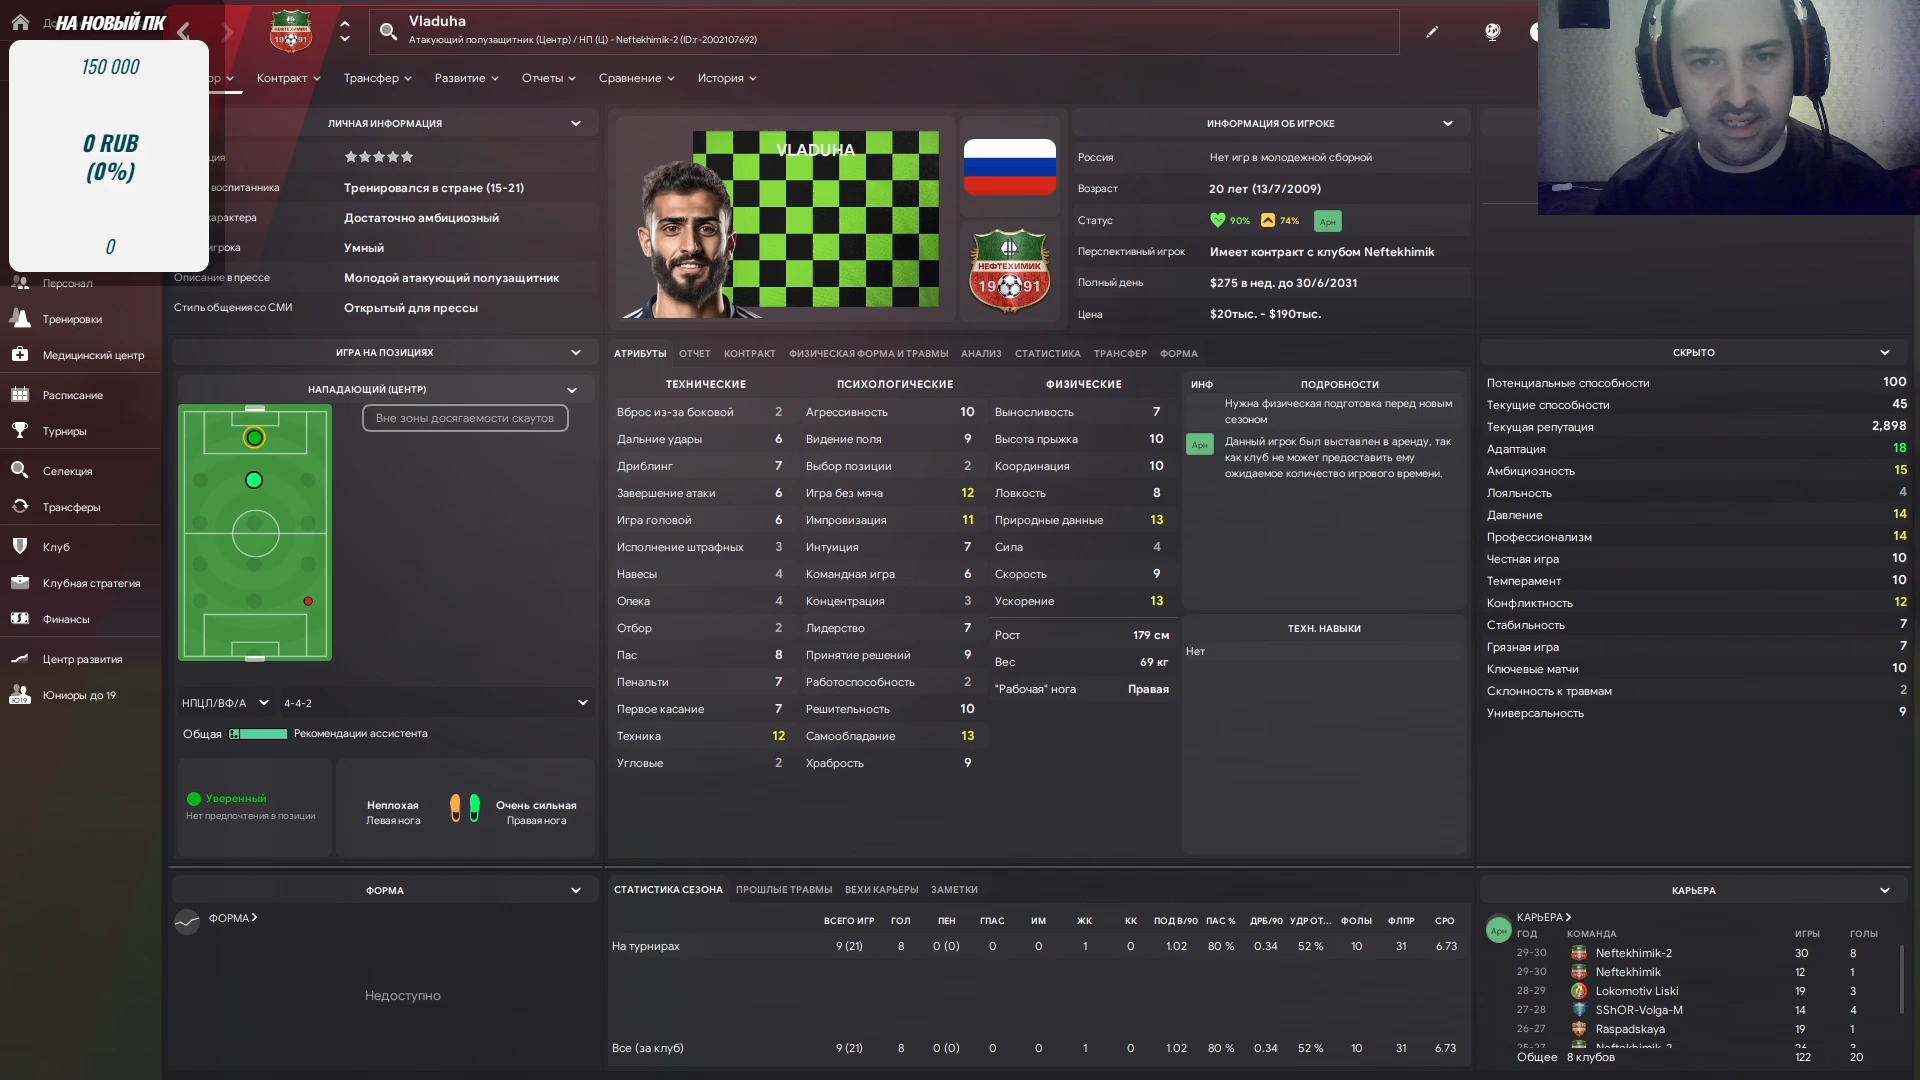 НА НОВЫЙ ПК
150 000
0 RUB
(0%)
0
Vladuha
Атакующий полузащитник (Центр) / НП (Ц) - Neftekhimik-2 (ID:r-2002107692)
Контракт
Трансфер
Развитие
Отчеты
Сравнение
История
Персонал
Тренировки
Медицинский центр
Расписание
Турниры
Селекция
Трансферы
Клуб
Клубная стратегия
Финансы
Центр развития
Юниоры до 19
ЛИЧНАЯ ИНФОРМАЦИЯ
воспитанника Тренировался в стране (15-21)
Достаточно амбициозный
Умный
Описание в прессе Молодой атакующий полузащитник
Стиль общения со СМИ Открытый для прессы
VLADUHA
НЕФТЕХИМИК
1991
ИНФОРМАЦИЯ ОБ ИГРОКЕ
Россия Нет игр в молодежной сборной
Возраст 20 лет (13/7/2009)
Статус 90% 74% Арн
Перспективный игрок Имеет контракт с клубом Neftekhimik
Полный день $275 в нед. до 30/6/2031
Цена $20тыс. - $190тыс.
ИГРА НА ПОЗИЦИЯХ
НАПАДАЮЩИЙ (ЦЕНТР)
Вне зоны досягаемости скаутов
НПЦЛ/ВФ/А 4-4-2
Общая Рекомендации ассистента
Уверенный
Нет предпочтения в позиции
Неплохая
Левая нога
Очень сильная
Правая нога
АТРИБУТЫ ОТЧЕТ КОНТРАКТ ФИЗИЧЕСКАЯ ФОРМА И ТРАВМЫ АНАЛИЗ СТАТИСТИКА ТРАНСФЕР ФОРМА
ТЕХНИЧЕСКИЕ
Вброс из-за боковой 2
Дальние удары 6
Дриблинг 7
Завершение атаки 6
Игра головой 6
Исполнение штрафных 3
Навесы 4
Опека 4
Отбор 2
Пас 8
Пенальти 7
Первое касание 7
Техника 12
Угловые 2
ПСИХОЛОГИЧЕСКИЕ
Агрессивность 10
Видение поля 9
Выбор позиции 2
Игра без мяча 12
Импровизация 11
Интуиция 7
Командная игра 6
Концентрация 3
Лидерство 7
Принятие решений 9
Работоспособность 2
Решительность 10
Самообладание 13
Храбрость 9
ФИЗИЧЕСКИЕ
Выносливость 7
Высота прыжка 10
Координация 10
Ловкость 8
Природные данные 13
Сила 4
Скорость 9
Ускорение 13
Рост 179 см
Вес 69 кг
"Рабочая" нога Правая
ИНФ ПОДРОБНОСТИ
Нужна физическая подготовка перед новым
сезоном
Арн
Данный игрок был выставлен в аренду, так
как клуб не может предоставить ему
ожидаемое количество игрового времени.
ТЕХН. НАВЫКИ
Нет
СКРЫТО
Потенциальные способности 100
Текущие способности 45
Текущая репутация 2,898
Адаптация 18
Амбициозность 15
Лояльность 4
Давление 14
Профессионализм 14
Честная игра 10
Темперамент 10
Конфликтность 12
Стабильность 7
Грязная игра 7
Ключевые матчи 10
Склонность к травмам 2
Универсальность 9
ФОРМА
ФОРМА
Недоступно
СТАТИСТИКА СЕЗОНА ПРОШЛЫЕ ТРАВМЫ ВЕХИ КАРЬЕРЫ ЗАМЕТКИ
ВСЕГО ИГР ГОЛ ПЕН ГПАС ИМ ЖК КК ПОД В/90 ПАС % ДРБ/90 УДР ОТ... ФОЛЫ ФЛПР СРО
На турнирах 9 (21) 8 0 (0) 0 0 1 0 1.02 80 % 0.34 52 % 10 31 6.73
Все (за клуб) 9 (21) 8 0 (0) 0 0 1 0 1.02 80 % 0.34 52 % 10 31 6.73
КАРЬЕРА
Арн
КАРЬЕРА
ГОД КОМАНДА ИГРЫ ГОЛЫ
29-30 Neftekhimik-2 30 8
29-30 Neftekhimik 12 1
28-29 Lokomotiv Liski 19 3
27-28 SShOR-Volga-M 14 4
26-27 Raspadskaya 19 1
Общее 8 клубов 122 20